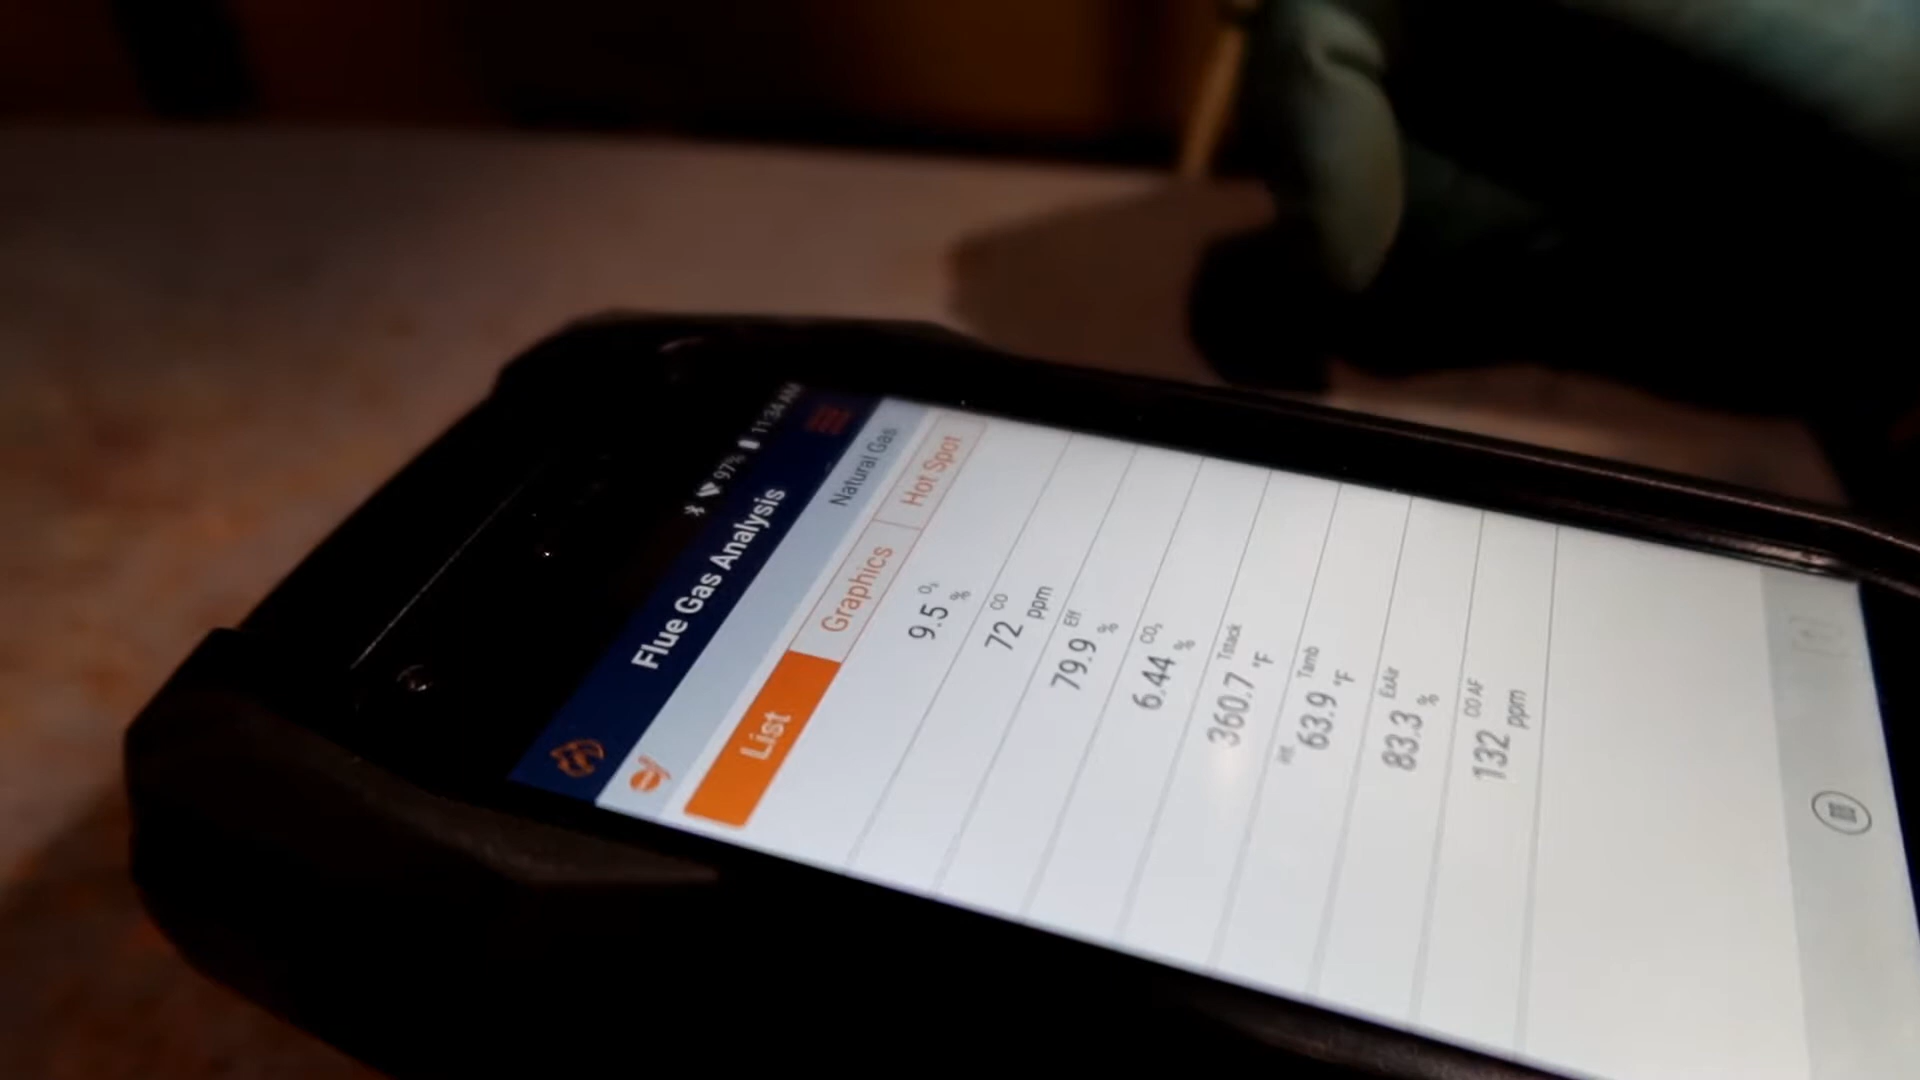 97% 11:34 AM
Flue Gas Analysis
Natural Gas
List Graphics Hot Spot
9.5 O₂ %
72 CO ppm
79.9 Eff %
6.44 CO₂ %
360.7 Tstack °F
int. 63.9 Tamb °F
83.3 ExAir %
132 CO AF ppm